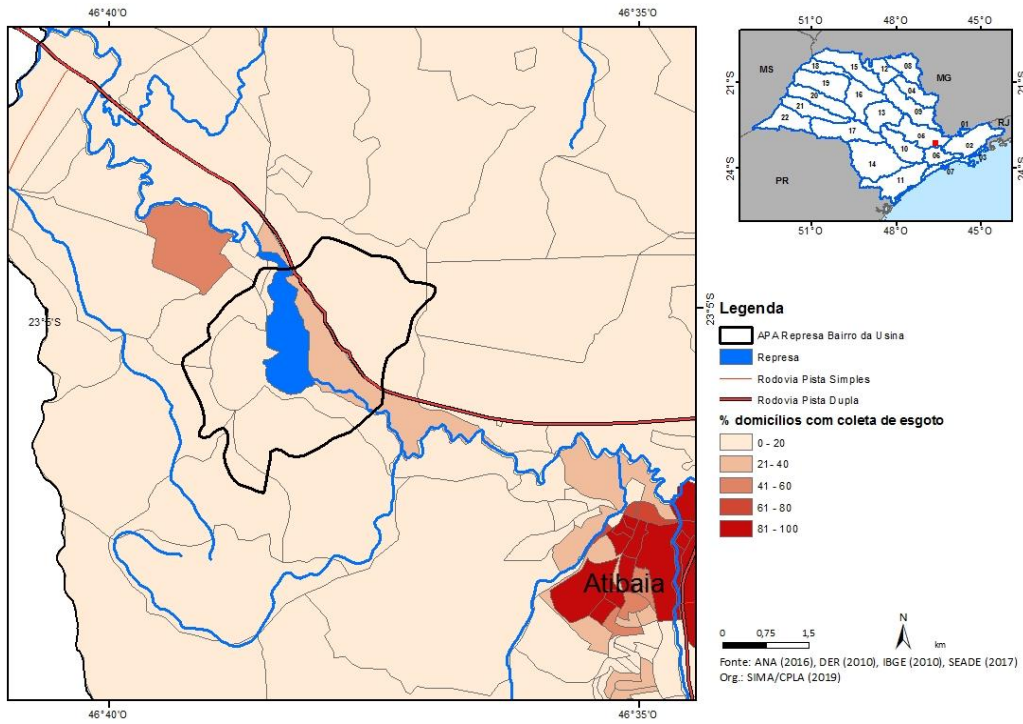 46°40'O
46°35'O
23°5'S
23°5'S
Atibaia
46°40'O
46°35'O
51°O
48°O
45°O
21°S
21°S
24°S
24°S
MS
MG
RJ
PR
18
15
12
08
19
04
20
16
21
13
09
22
17
06
01
10
02
06
03
14
07
11
51°O
48°O
45°O
Legenda
APA Represa Bairro da Usina
Represa
Rodovia Pista Simples
Rodovia Pista Dupla
% domicílios com coleta de esgoto
0 - 20
21 - 40
41 - 60
61 - 80
81 - 100
N
0 0,75 1,5
km
Fonte: ANA (2016), DER (2010), IBGE (2010), SEADE (2017)
Org.: SIMA/CPLA (2019)